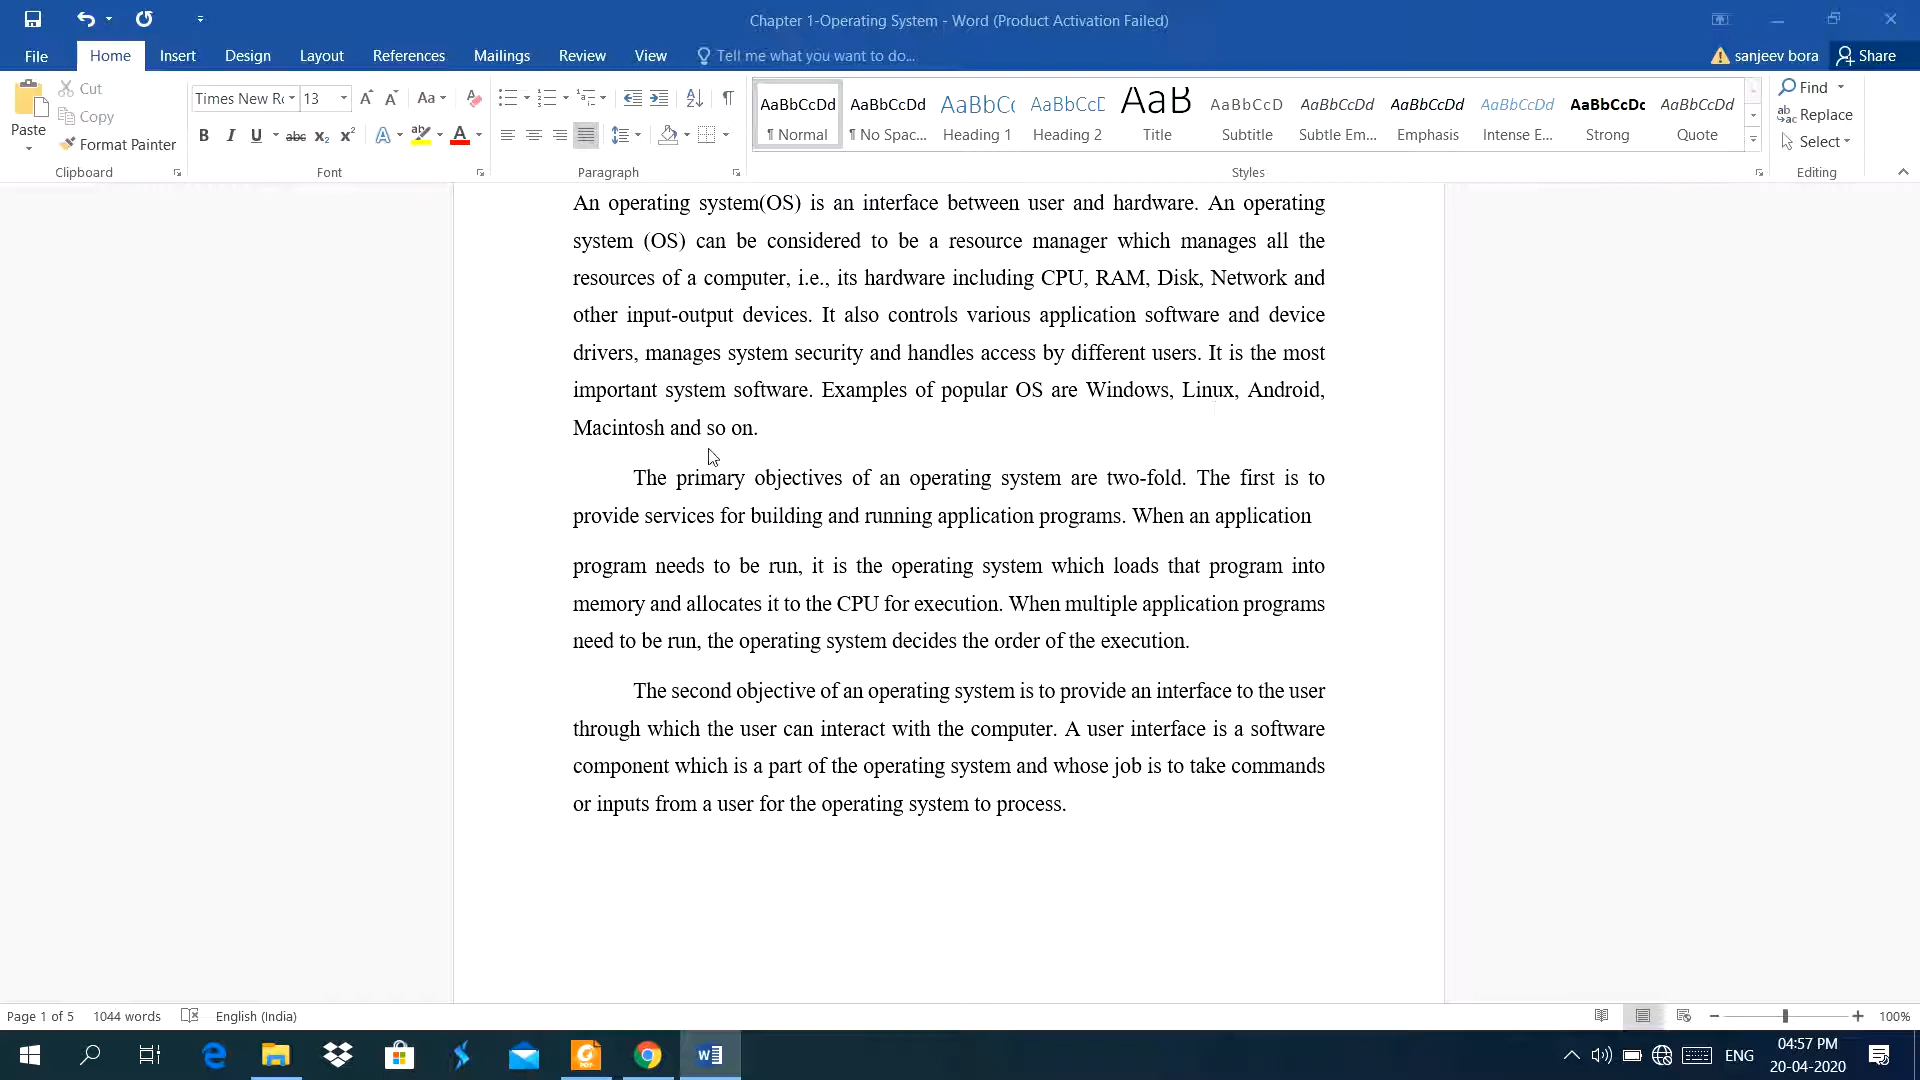 Chapter 1-Operating System - Word (Product Activation Failed)
File Home Insert Design Layout References Mailings Review View Tell me what you want to do... sanjeev bora Share
Paste
Cut
Copy
Format Painter
Clipboard
Times New Ro 13
Font
Paragraph
AaBbCcDd AaBbCcDd AaBbC AaBbCcD AaB AaBbCcD AaBbCcDd AaBbCcDd AaBbCcDd AaBbCcDc AaBbCcDd
¶ Normal ¶ No Spac... Heading 1 Heading 2 Title Subtitle Subtle Em... Emphasis Intense E... Strong Quote
Styles
Find
Replace
Select
Editing
An operating system(OS) is an interface between user and hardware. An operating
system (OS) can be considered to be a resource manager which manages all the
resources of a computer, i.e., its hardware including CPU, RAM, Disk, Network and
other input-output devices. It also controls various application software and device
drivers, manages system security and handles access by different users. It is the most
important system software. Examples of popular OS are Windows, Linux, Android,
Macintosh and so on.
The primary objectives of an operating system are two-fold. The first is to
provide services for building and running application programs. When an application
program needs to be run, it is the operating system which loads that program into
memory and allocates it to the CPU for execution. When multiple application programs
need to be run, the operating system decides the order of the execution.
The second objective of an operating system is to provide an interface to the user
through which the user can interact with the computer. A user interface is a software
component which is a part of the operating system and whose job is to take commands
or inputs from a user for the operating system to process.
Page 1 of 5 1044 words English (India) 100%
ENG
04:57 PM
20-04-2020